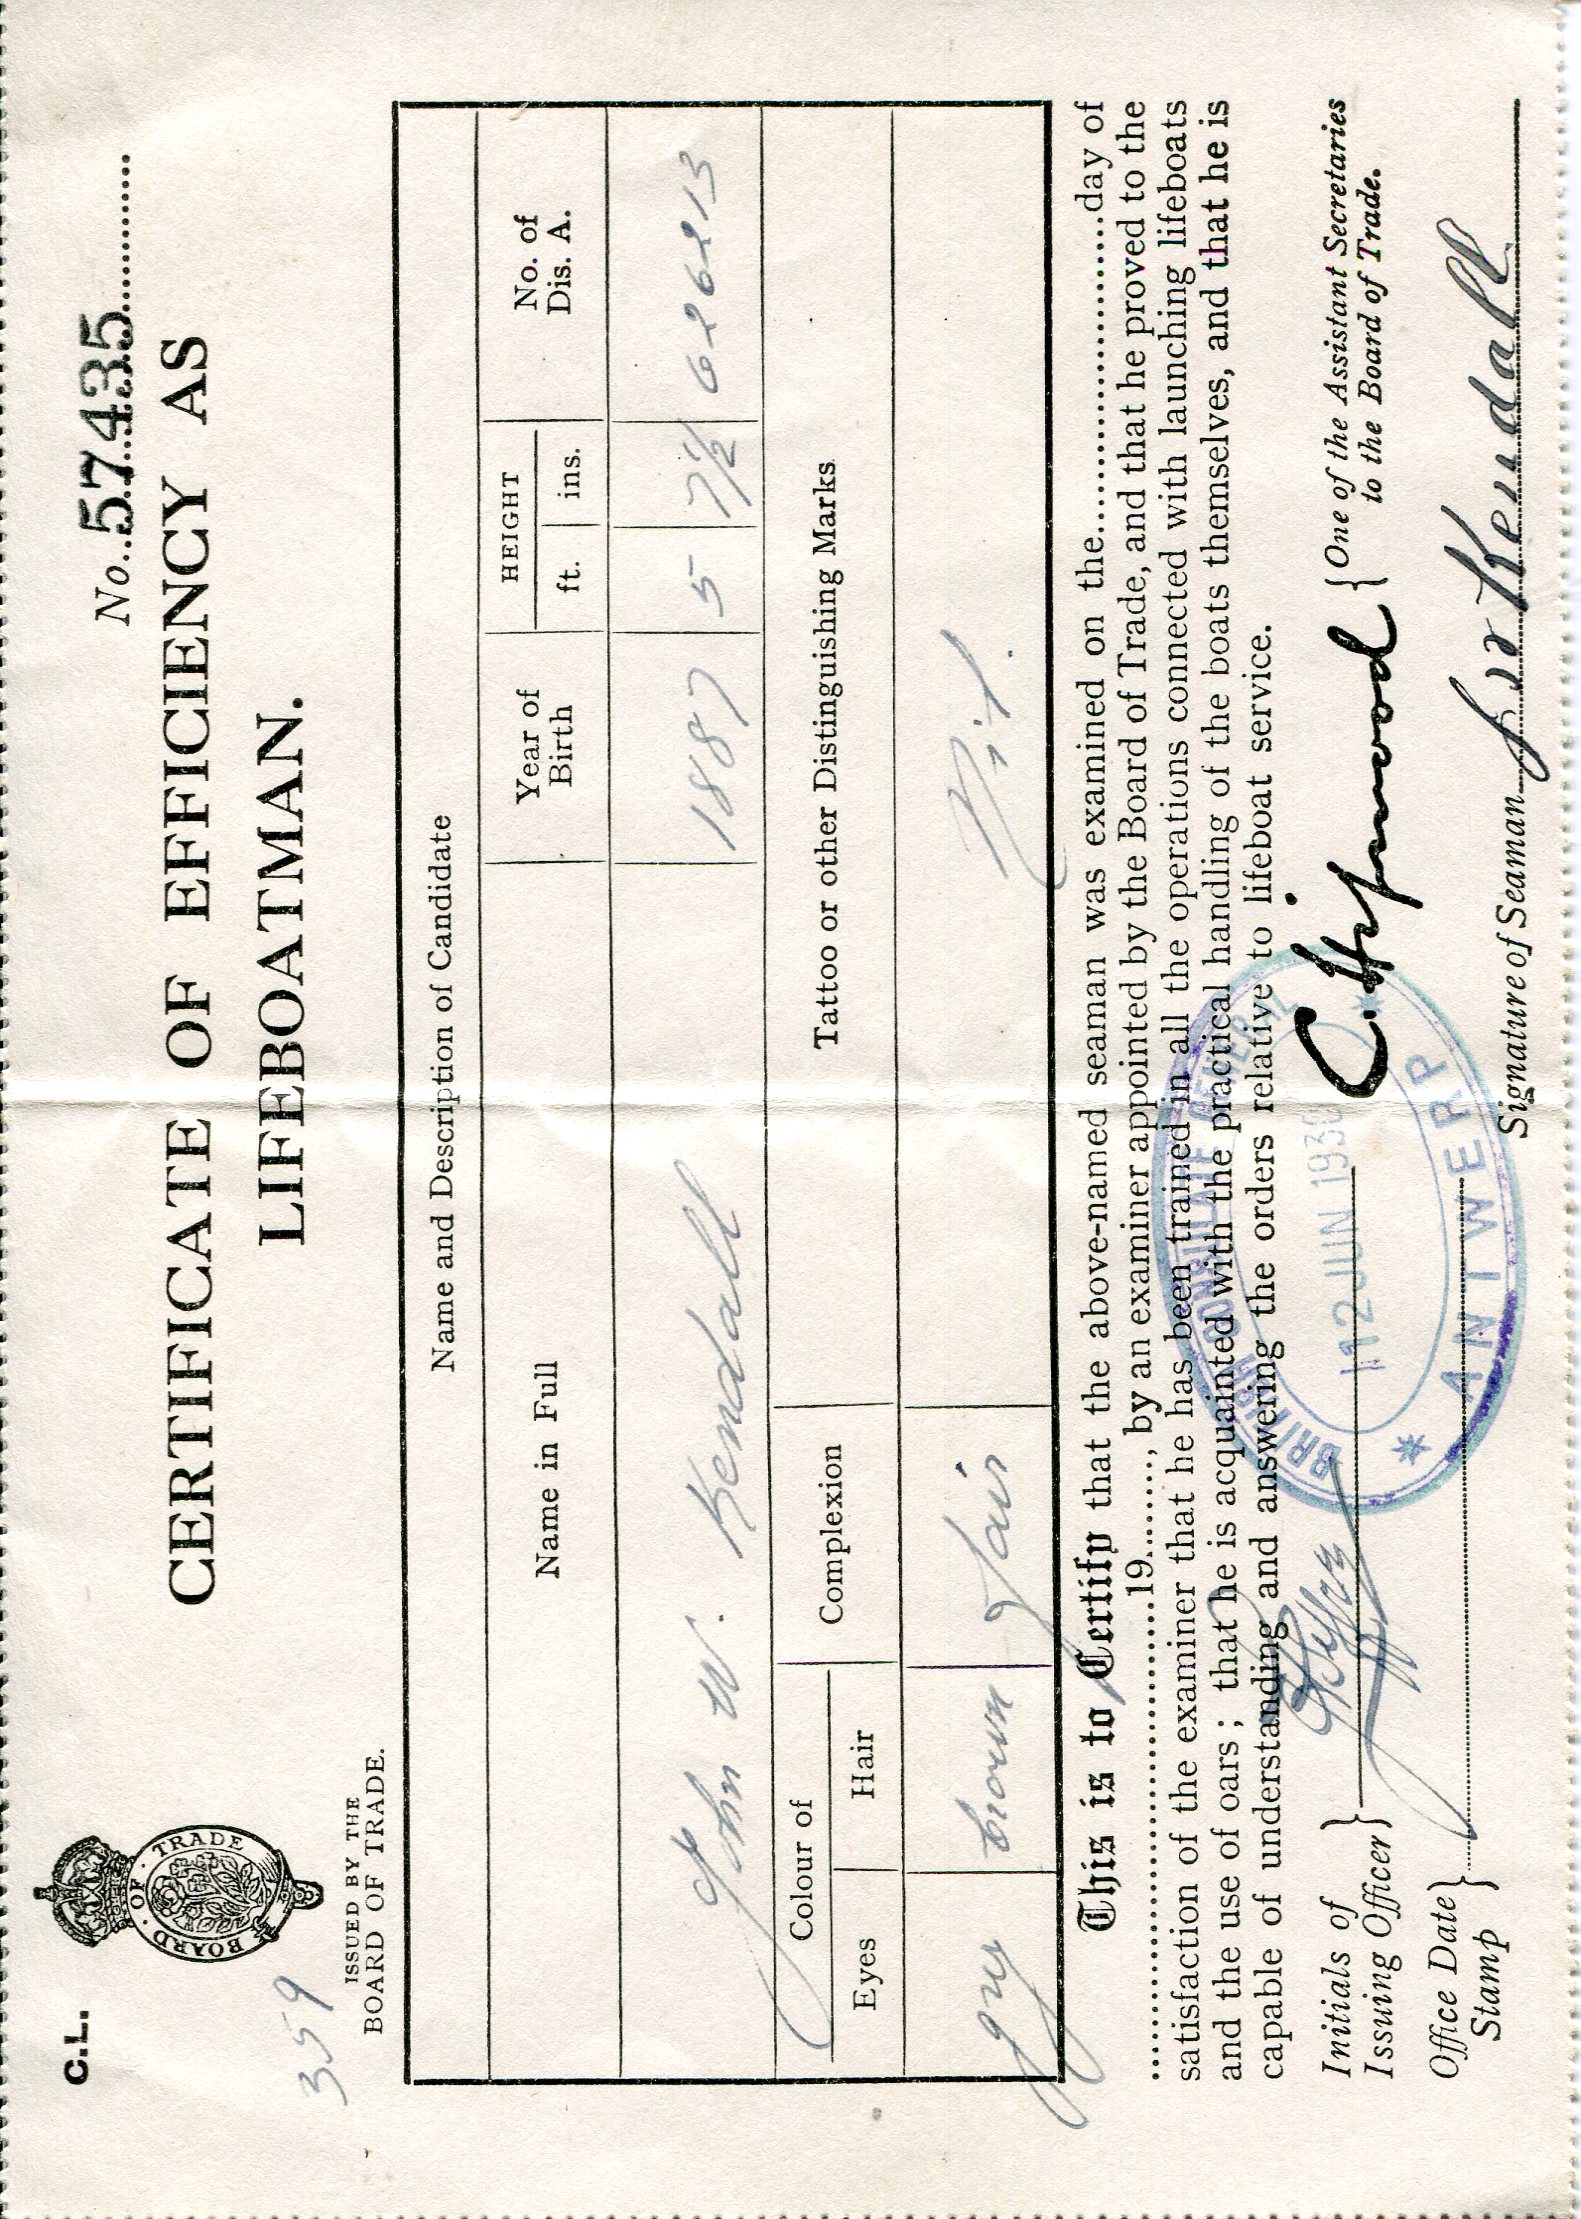 C.L.
BOARD OF TRADE
359
ISSUED BY THE
BOARD OF TRADE.
No. 57435
CERTIFICATE OF EFFICIENCY AS
LIFEBOATMAN.
Name and Description of Candidate
Name in Full
Year of Birth
HEIGHT
ft. ins.
No. of Dis. A.
John W. Kendall 1887 5 7½ 626213
Colour of
Eyes Hair
Complexion
Tattoo or other Distinguishing Marks
grey brown fair Nil.
This is to Certify that the above-named seaman was examined on the day of
19, by an examiner appointed by the Board of Trade, and that he proved to the
satisfaction of the examiner that he has been trained in all the operations connected with launching lifeboats
and the use of oars; that he is acquainted with the practical handling of the boats themselves, and that he is
capable of understanding and answering the orders relative to lifeboat service.
Initials of
Issuing Officer
BRITISH CONSULATE GENERAL
12 JUN 193
ANTWERP
C. Hipwood
One of the Assistant Secretaries
to the Board of Trade.
Office Date
Stamp
Signature of Seaman J W Kendall